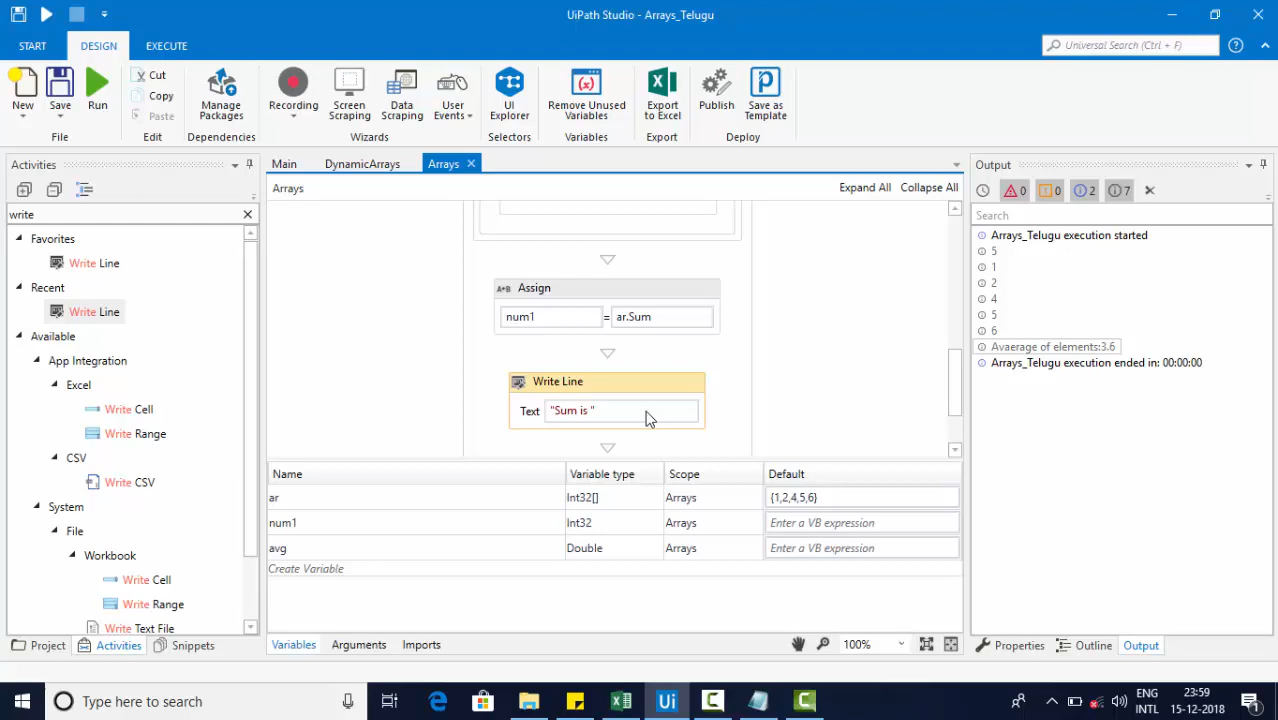 UiPath Studio - Arrays_Telugu
START DESIGN EXECUTE
Universal Search (Ctrl + F)
New Save Run
Cut
Copy
Paste
Manage Packages
Recording
Screen Scraping
Data Scraping
User Events
UI Explorer
Remove Unused Variables
Export to Excel
Publish
Save as Template
File Edit Dependencies Wizards Selectors Variables Export Deploy
Activities
write
Favorites
Write Line
Recent
Write Line
Available
App Integration
Excel
Write Cell
Write Range
CSV
Write CSV
System
File
Workbook
Write Cell
Write Range
Write Text File
Project Activities Snippets
Main DynamicArrays Arrays
Arrays Expand All Collapse All
A+B Assign
num1 = ar.Sum
Write Line
Text "Sum is "
Name Variable type Scope Default
ar Int32[] Arrays {1,2,4,5,6}
num1 Int32 Arrays Enter a VB expression
avg Double Arrays Enter a VB expression
Create Variable
Variables Arguments Imports 100%
Output
0 0 2 7
Search
Arrays_Telugu execution started
5
1
2
4
5
6
Avaerage of elements:3.6
Arrays_Telugu execution ended in: 00:00:00
Properties Outline Output
Type here to search
Ui
ENG
INTL
23:59
15-12-2018
1